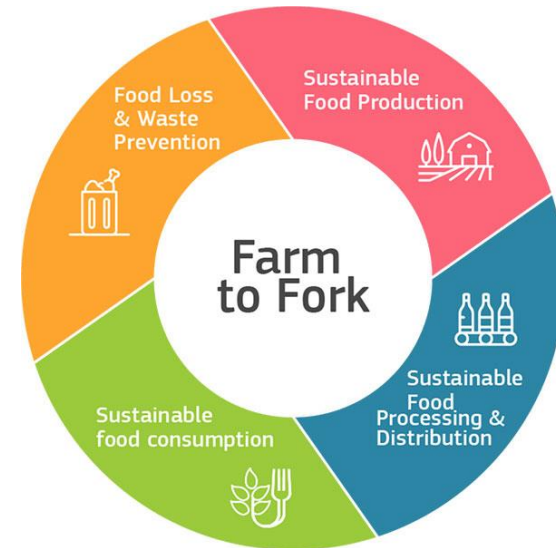 Farm
to Fork
Sustainable
Food Production
Sustainable
Food
Processing &
Distribution
Sustainable
food consumption
Food Loss
& Waste
Prevention